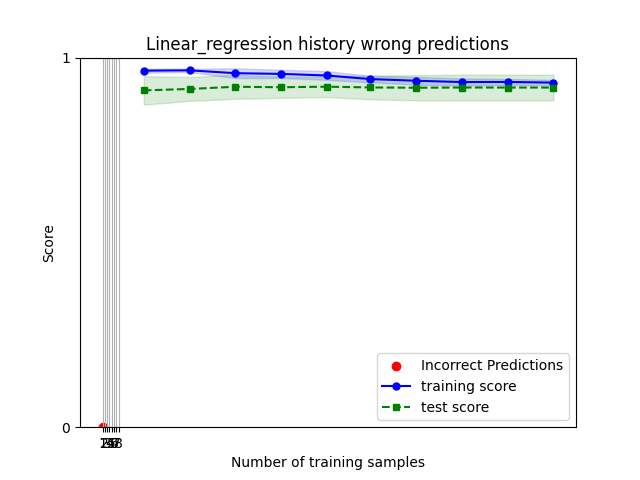 Linear_regression history wrong predictions
1
Score
0
Incorrect Predictions
training score
test score
Number of training samples